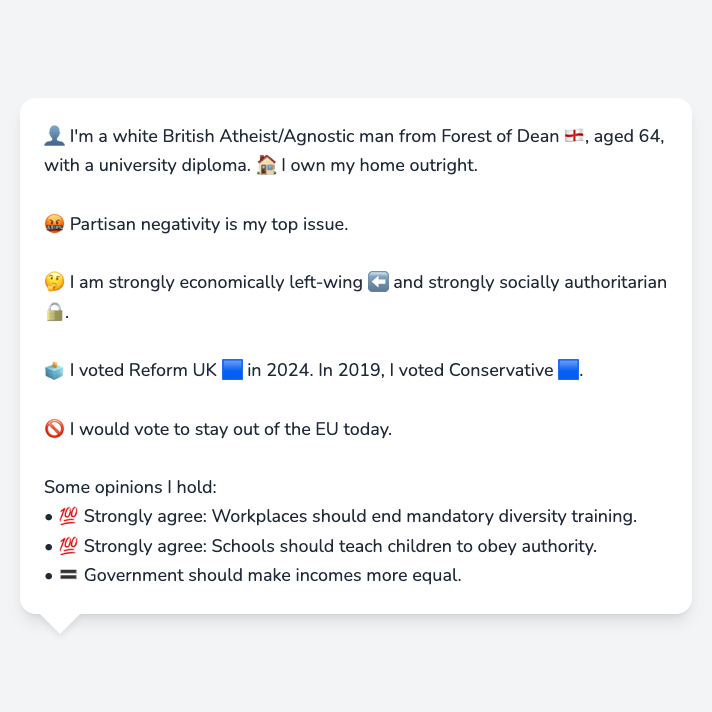 👤 I'm a white British Atheist/Agnostic man from Forest of Dean 🏴󠁧󠁢󠁥󠁮󠁧󠁿, aged 64,
with a university diploma. 🏠 I own my home outright.
🤬 Partisan negativity is my top issue.
🤔 I am strongly economically left-wing ⬅️ and strongly socially authoritarian
🔒.
🗳️ I voted Reform UK 🟦 in 2024. In 2019, I voted Conservative 🟦.
🚫 I would vote to stay out of the EU today.
Some opinions I hold:
• 💯 Strongly agree: Workplaces should end mandatory diversity training.
• 💯 Strongly agree: Schools should teach children to obey authority.
• 🟰 Government should make incomes more equal.